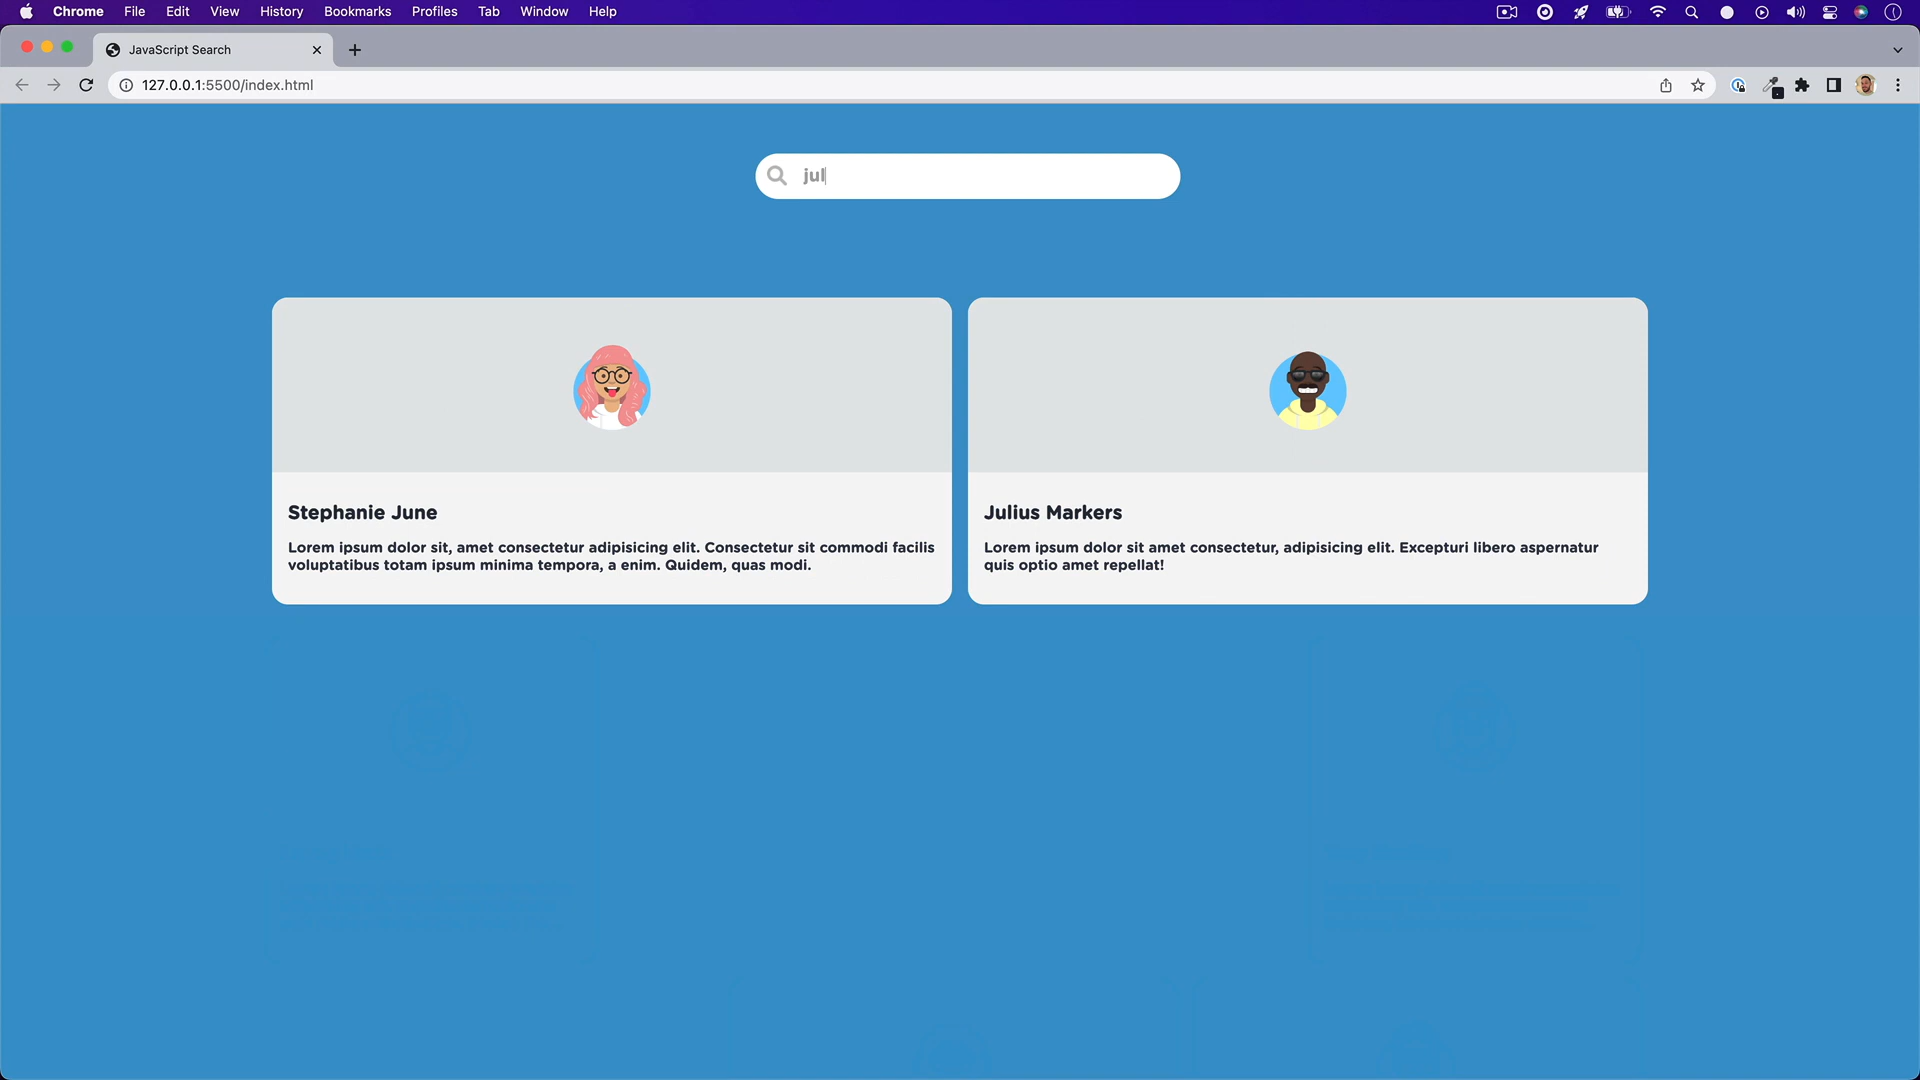 Chrome File Edit View History Bookmarks Profiles Tab Window Help
JavaScript Search
127.0.0.1:5500/index.html
jul
Stephanie June
Lorem ipsum dolor sit, amet consectetur adipisicing elit. Consectetur sit commodi facilis
voluptatibus totam ipsum minima tempora, a enim. Quidem, quas modi.
Julius Markers
Lorem ipsum dolor sit amet consectetur, adipisicing elit. Excepturi libero aspernatur
quis optio amet repellat!